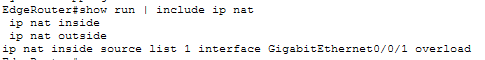 EdgeRouter#show run | include ip nat
 ip nat inside
 ip nat outside
ip nat inside source list 1 interface GigabitEthernet0/0/1 overload